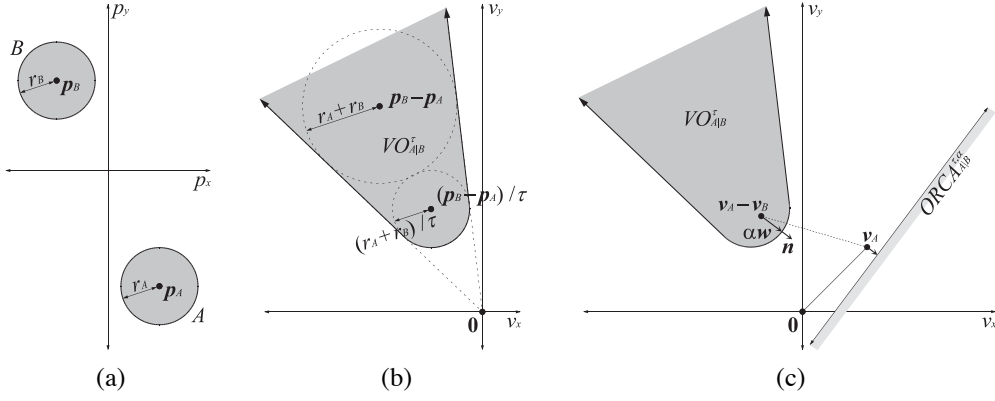 p_y
B
r_B
p_B
p_x
r_A
p_A
A
(a)
v_y
r_A+r_B
p_B−p_A
VO^τ_{A|B}
(p_B−p_A)/τ
(r_A+r_B)/τ
0
v_x
(b)
v_y
VO^τ_{A|B}
ORCA^{τ,α}_{A|B}
v_A−v_B
αw
n
v_A
0
v_x
(c)